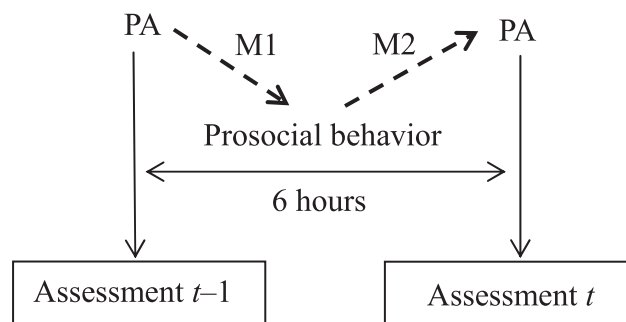 PA
M1
M2
PA
Prosocial behavior
6 hours
Assessment t–1
Assessment t